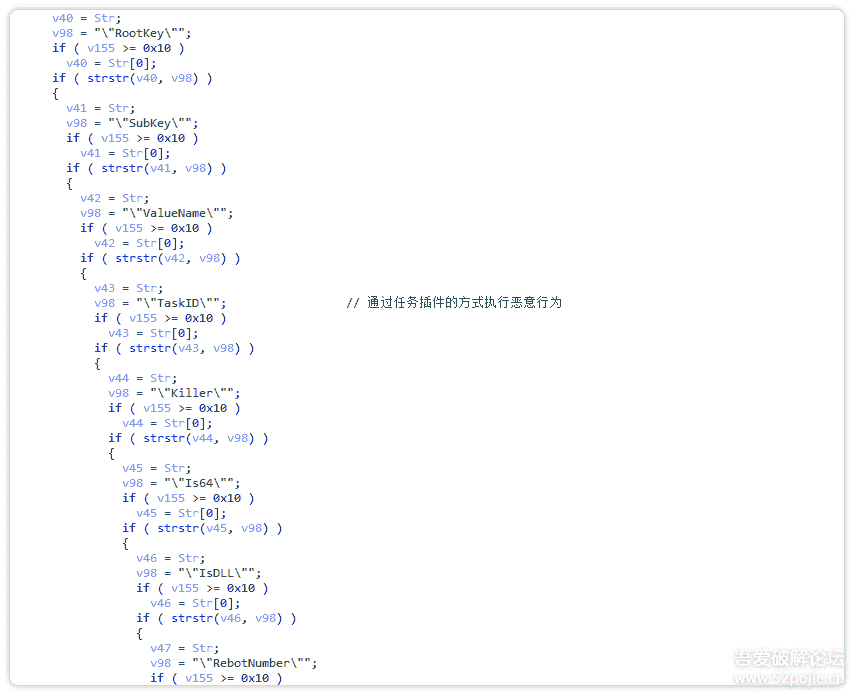 v40 = Str;
v98 = "\"RootKey\"";
if ( v155 >= 0x10 )
v40 = Str[0];
if ( strstr(v40, v98) )
{
v41 = Str;
v98 = "\"SubKey\"";
if ( v155 >= 0x10 )
v41 = Str[0];
if ( strstr(v41, v98) )
{
v42 = Str;
v98 = "\"ValueName\"";
if ( v155 >= 0x10 )
v42 = Str[0];
if ( strstr(v42, v98) )
{
v43 = Str;
v98 = "\"TaskID\""; // 通过任务插件的方式执行恶意行为
if ( v155 >= 0x10 )
v43 = Str[0];
if ( strstr(v43, v98) )
{
v44 = Str;
v98 = "\"Killer\"";
if ( v155 >= 0x10 )
v44 = Str[0];
if ( strstr(v44, v98) )
{
v45 = Str;
v98 = "\"Is64\"";
if ( v155 >= 0x10 )
v45 = Str[0];
if ( strstr(v45, v98) )
{
v46 = Str;
v98 = "\"IsDLL\"";
if ( v155 >= 0x10 )
v46 = Str[0];
if ( strstr(v46, v98) )
{
v47 = Str;
v98 = "\"RebotNumber\"";
if ( v155 >= 0x10 )
吾爱破解论坛
www.52pojie.cn